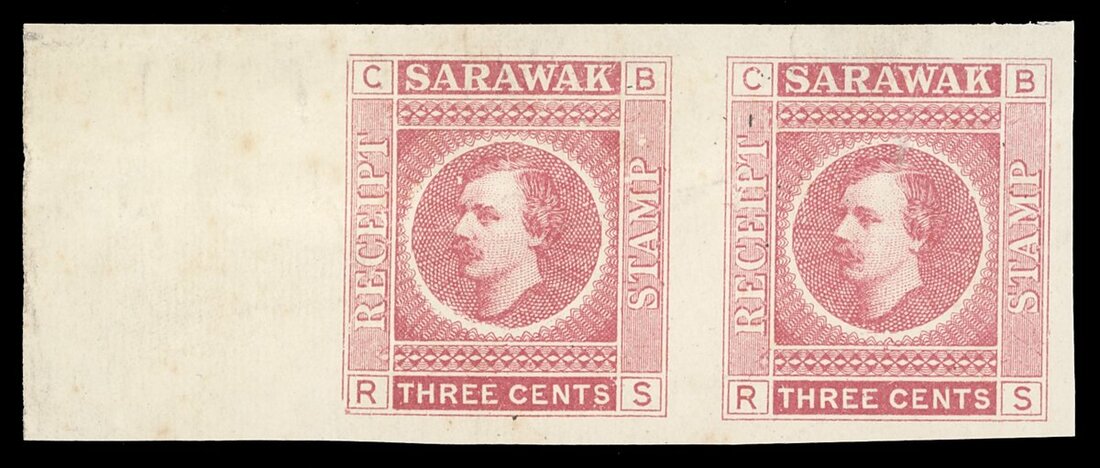 C SARAWAK B
RECEIPT
STAMP
R THREE CENTS S
C SARAWAK B
RECEIPT
STAMP
R THREE CENTS S